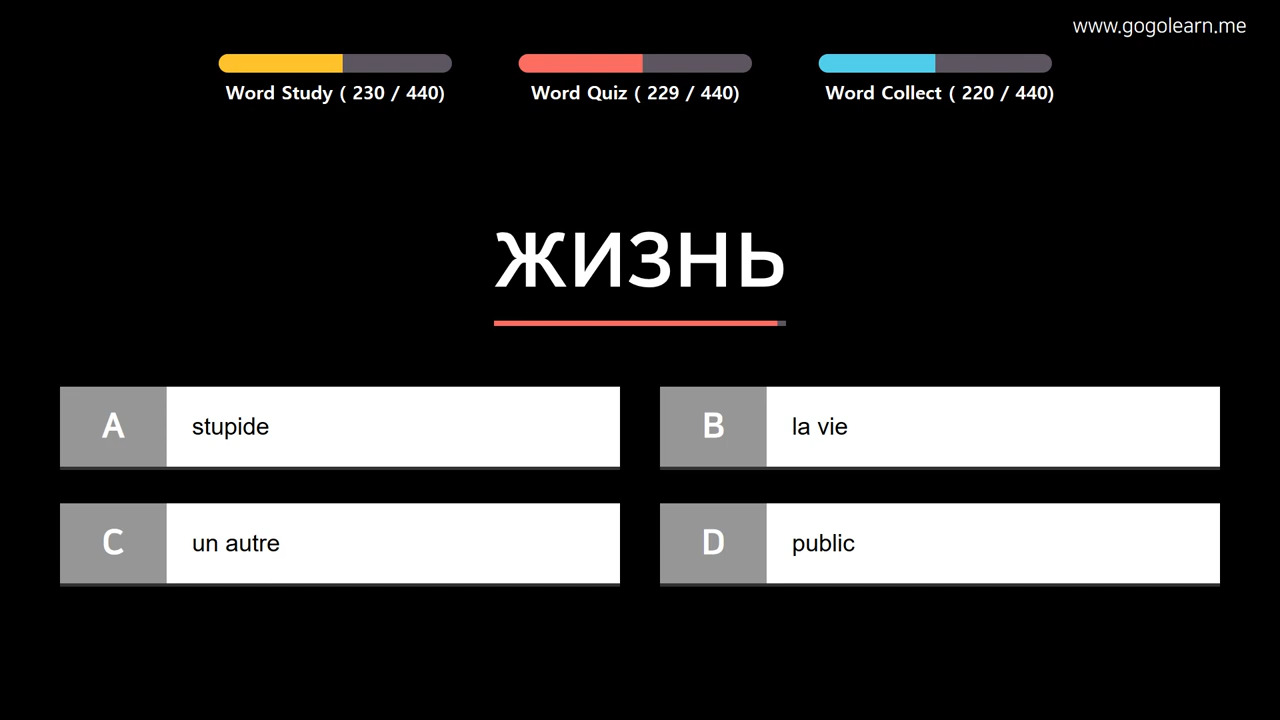 www.gogolearn.me
Word Study ( 230 / 440)
Word Quiz ( 229 / 440)
Word Collect ( 220 / 440)
жизнь
A
stupide
B
la vie
C
un autre
D
public